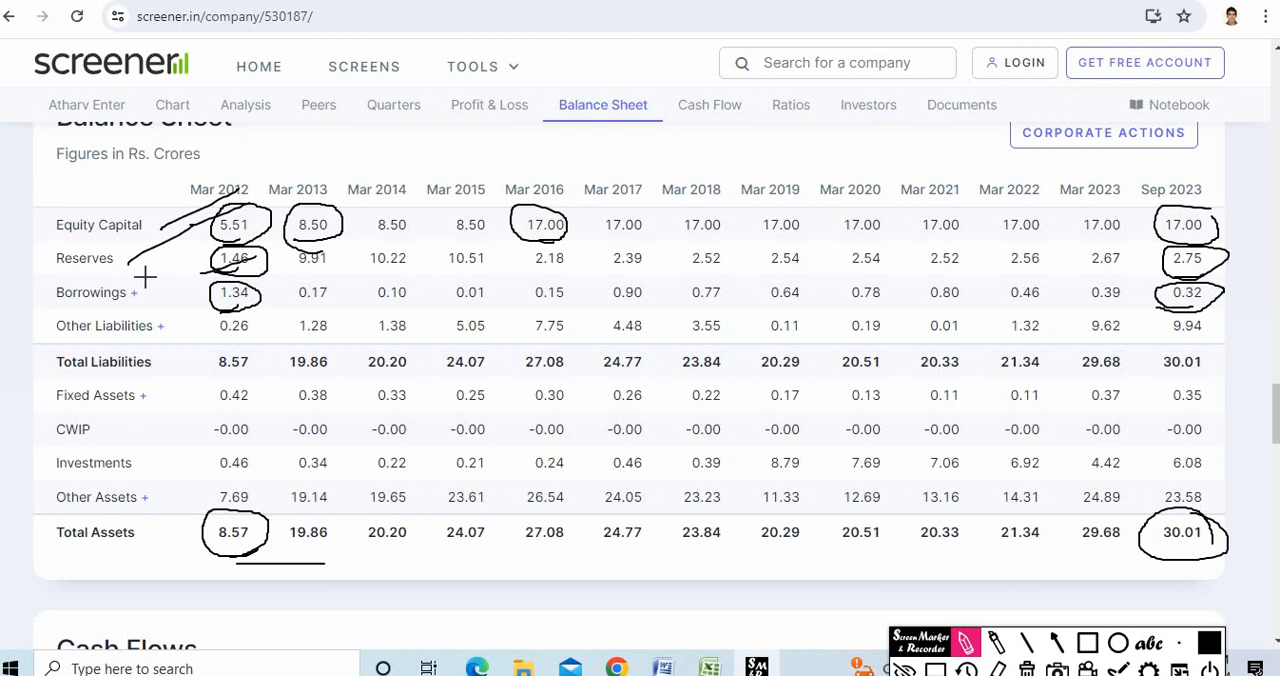 screener.in/company/530187/
screener HOME SCREENS TOOLS Search for a company LOGIN GET FREE ACCOUNT
Atharv Enter Chart Analysis Peers Quarters Profit & Loss Balance Sheet Cash Flow Ratios Investors Documents Notebook
Balance Sheet CORPORATE ACTIONS
Figures in Rs. Crores
Mar 2012 Mar 2013 Mar 2014 Mar 2015 Mar 2016 Mar 2017 Mar 2018 Mar 2019 Mar 2020 Mar 2021 Mar 2022 Mar 2023 Sep 2023
Equity Capital 5.51 8.50 8.50 8.50 17.00 17.00 17.00 17.00 17.00 17.00 17.00 17.00 17.00
Reserves 1.46 9.91 10.22 10.51 2.18 2.39 2.52 2.54 2.54 2.52 2.56 2.67 2.75
Borrowings + 1.34 0.17 0.10 0.01 0.15 0.90 0.77 0.64 0.78 0.80 0.46 0.39 0.32
Other Liabilities + 0.26 1.28 1.38 5.05 7.75 4.48 3.55 0.11 0.19 0.01 1.32 9.62 9.94
Total Liabilities 8.57 19.86 20.20 24.07 27.08 24.77 23.84 20.29 20.51 20.33 21.34 29.68 30.01
Fixed Assets + 0.42 0.38 0.33 0.25 0.30 0.26 0.22 0.17 0.13 0.11 0.11 0.37 0.35
CWIP -0.00 -0.00 -0.00 -0.00 -0.00 -0.00 -0.00 -0.00 -0.00 -0.00 -0.00 -0.00 -0.00
Investments 0.46 0.34 0.22 0.21 0.24 0.46 0.39 8.79 7.69 7.06 6.92 4.42 6.08
Other Assets + 7.69 19.14 19.65 23.61 26.54 24.05 23.23 11.33 12.69 13.16 14.31 24.89 23.58
Total Assets 8.57 19.86 20.20 24.07 27.08 24.77 23.84 20.29 20.51 20.33 21.34 29.68 30.01
Cash Flows
Screen Marker
& Recorder abc
Type here to search